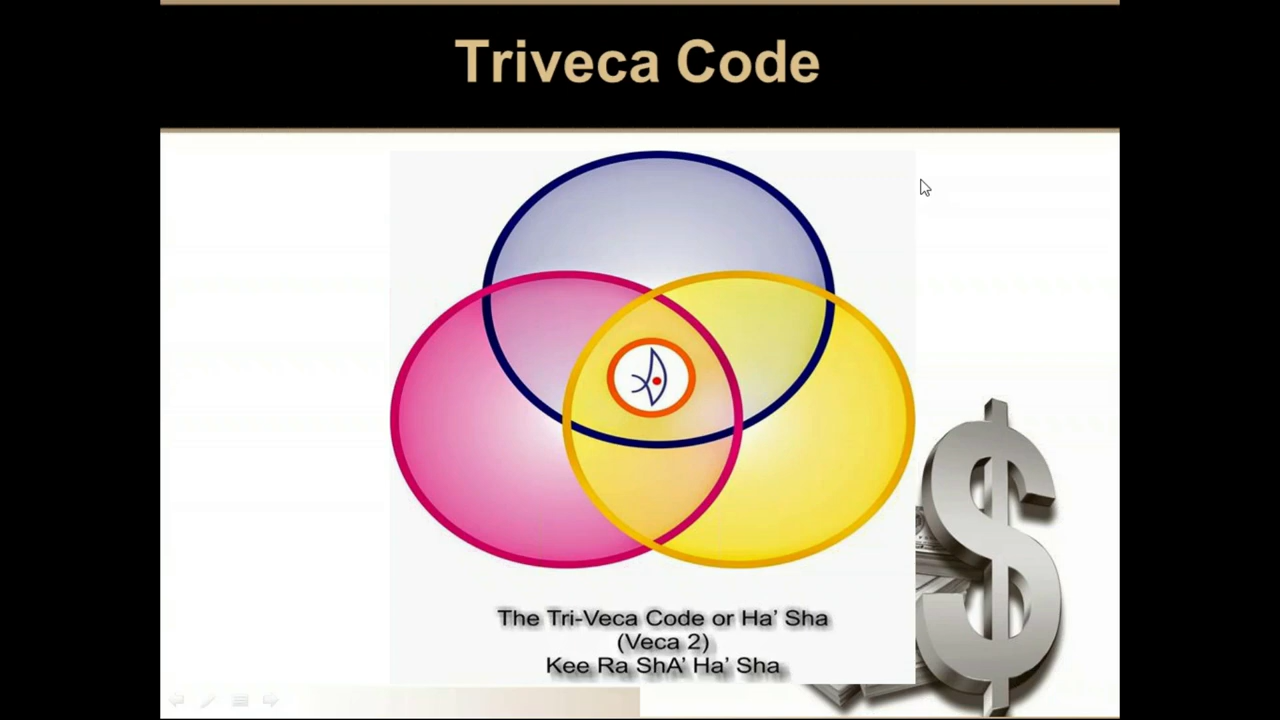 Triveca Code
The Tri-Veca Code or Ha' Sha
(Veca 2)
Kee Ra ShA' Ha' Sha